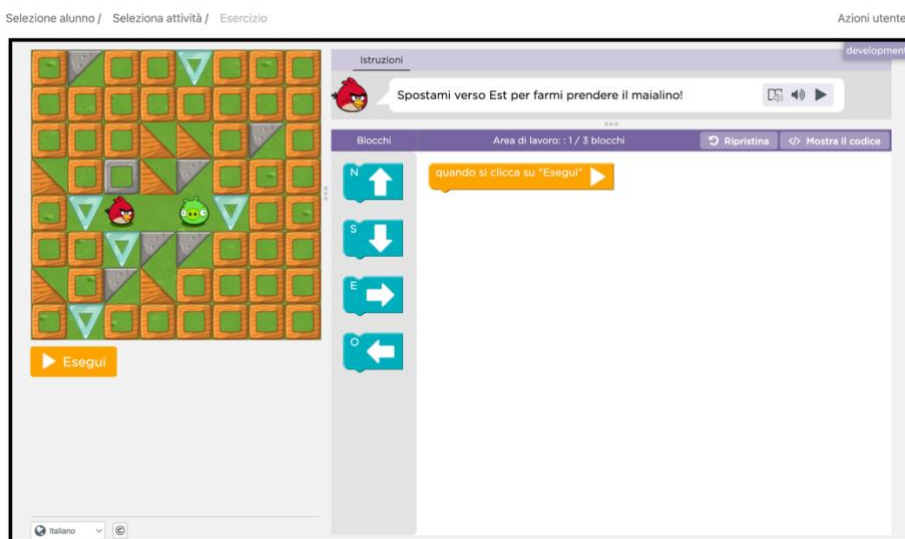 Selezione alunno / Seleziona attività / Esercizio
Azioni utente
development
Istruzioni
Spostami verso Est per farmi prendere il maialino!
Blocchi
Area di lavoro: : 1 / 3 blocchi
Ripristina
</> Mostra il codice
N
quando si clicca su "Esegui"
S
E
O
Esegui
Italiano
©